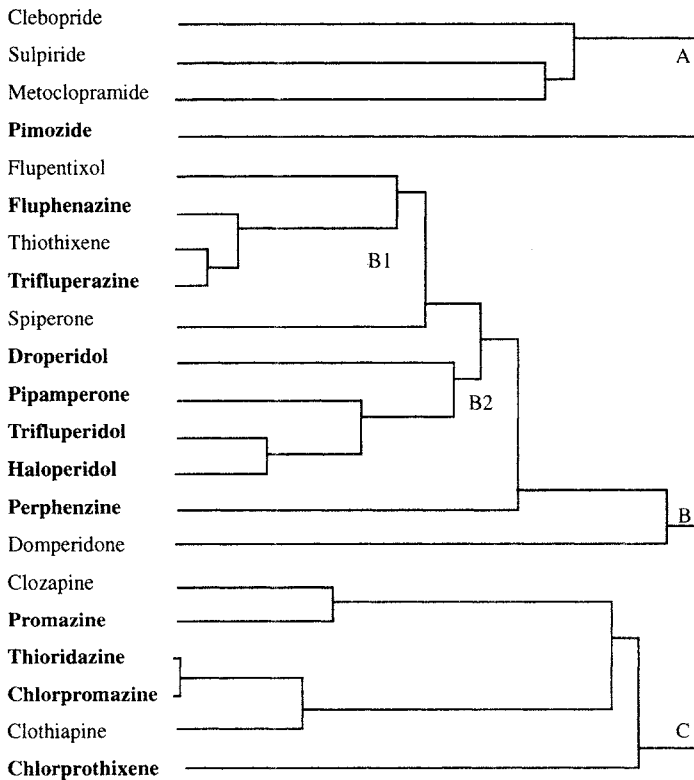 Clebopride
Sulpiride
A
Metoclopramide
Pimozide
Flupentixol
Fluphenazine
Thiothixene
B1
Trifluperazine
Spiperone
Droperidol
Pipamperone
B2
Trifluperidol
Haloperidol
Perphenzine
B
Domperidone
Clozapine
Promazine
Thioridazine
Chlorpromazine
Clothiapine
C
Chlorprothixene